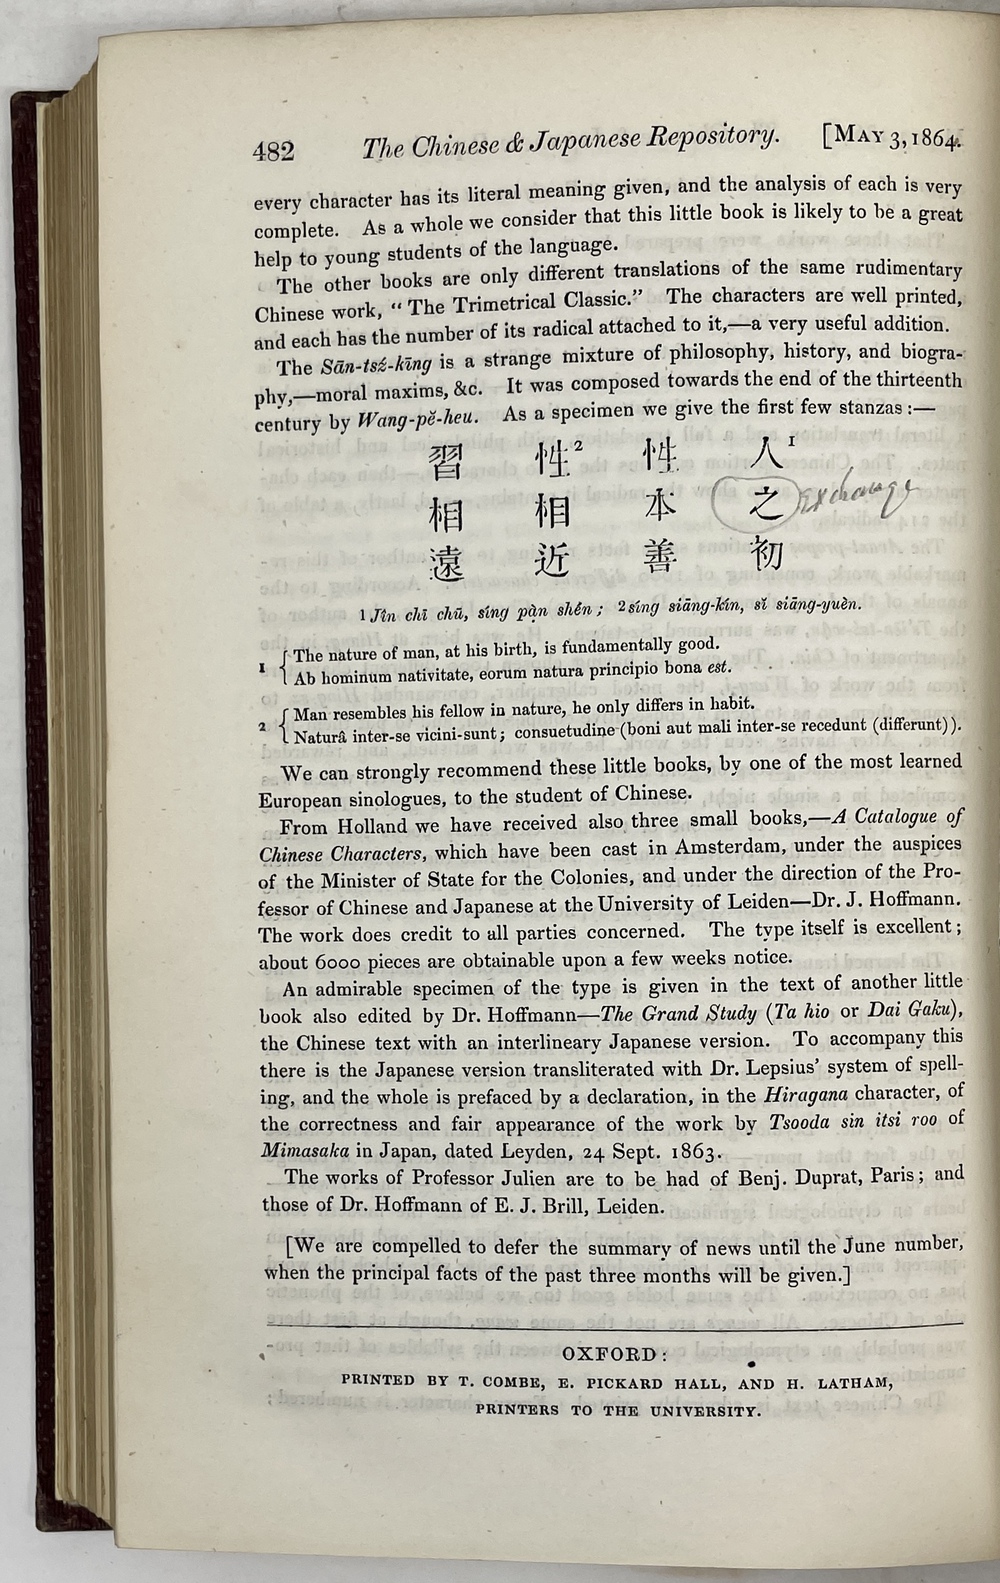 482 The Chinese & Japanese Repository. [MAY 3, 1864.
every character has its literal meaning given, and the analysis of each is very
complete. As a whole we consider that this little book is likely to be a great
help to young students of the language.
The other books are only different translations of the same rudimentary
Chinese work, “The Trimetrical Classic.” The characters are well printed,
and each has the number of its radical attached to it,—a very useful addition.
The Sān-tsź-kīng is a strange mixture of philosophy, history, and biogra-
phy,—moral maxims, &c. It was composed towards the end of the thirteenth
century by Wang-pĕ-heu. As a specimen we give the first few stanzas :—
人1
之 exchange
初
性
本
善
性2
相
近
習
相
遠
1 Jîn chī chū, síng pạ̀n shén ; 2 síng siāng-kín, sĭ siāng-yuèn.
1 { The nature of man, at his birth, is fundamentally good.
Ab hominum nativitate, eorum natura principio bona est.
2 { Man resembles his fellow in nature, he only differs in habit.
Naturâ inter-se vicini-sunt ; consuetudine (boni aut mali inter-se recedunt (differunt)).
We can strongly recommend these little books, by one of the most learned
European sinologues, to the student of Chinese.
From Holland we have received also three small books,—A Catalogue of
Chinese Characters, which have been cast in Amsterdam, under the auspices
of the Minister of State for the Colonies, and under the direction of the Pro-
fessor of Chinese and Japanese at the University of Leiden—Dr. J. Hoffmann.
The work does credit to all parties concerned. The type itself is excellent ;
about 6000 pieces are obtainable upon a few weeks notice.
An admirable specimen of the type is given in the text of another little
book also edited by Dr. Hoffmann—The Grand Study (Ta hio or Dai Gaku),
the Chinese text with an interlineary Japanese version. To accompany this
there is the Japanese version transliterated with Dr. Lepsius’ system of spell-
ing, and the whole is prefaced by a declaration, in the Hiragana character, of
the correctness and fair appearance of the work by Tsooda sin itsi roo of
Mimasaka in Japan, dated Leyden, 24 Sept. 1863.
The works of Professor Julien are to be had of Benj. Duprat, Paris ; and
those of Dr. Hoffmann of E. J. Brill, Leiden.
[We are compelled to defer the summary of news until the June number,
when the principal facts of the past three months will be given.]
OXFORD :
PRINTED BY T. COMBE, E. PICKARD HALL, AND H. LATHAM,
PRINTERS TO THE UNIVERSITY.